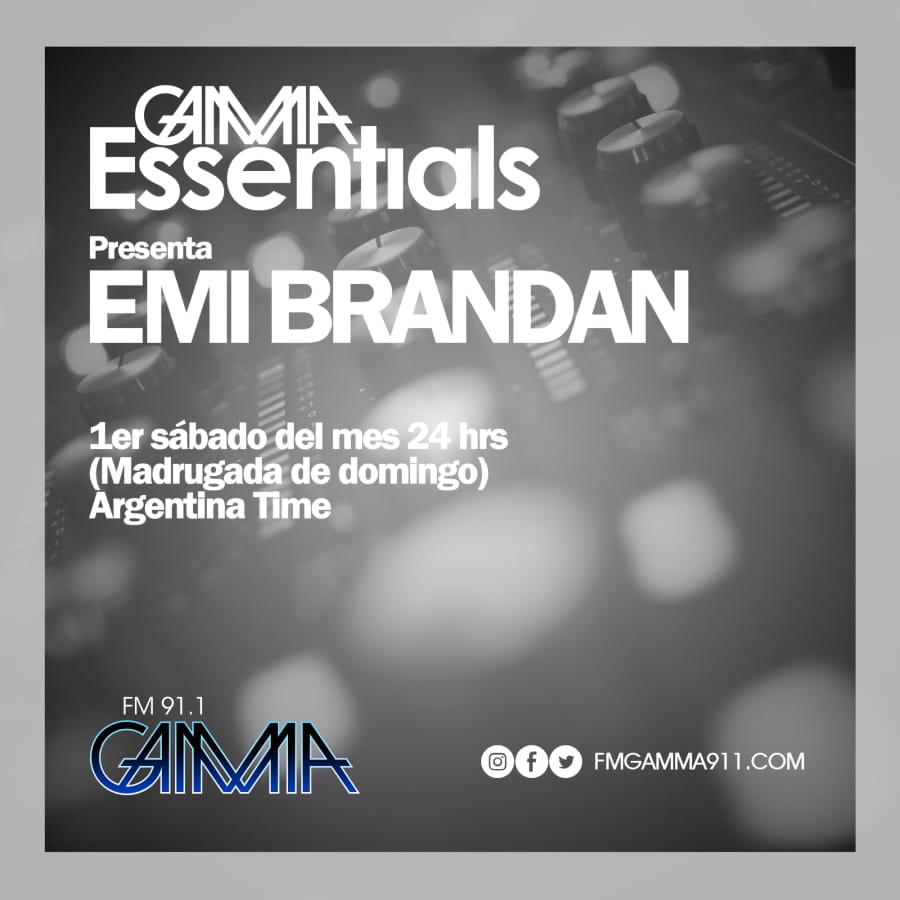 GAMMA
Essentials
Presenta
EMI BRANDAN
1er sábado del mes 24 hrs
(Madrugada de domingo)
Argentina Time
FM 91.1
GAMMA
FMGAMMA911.COM